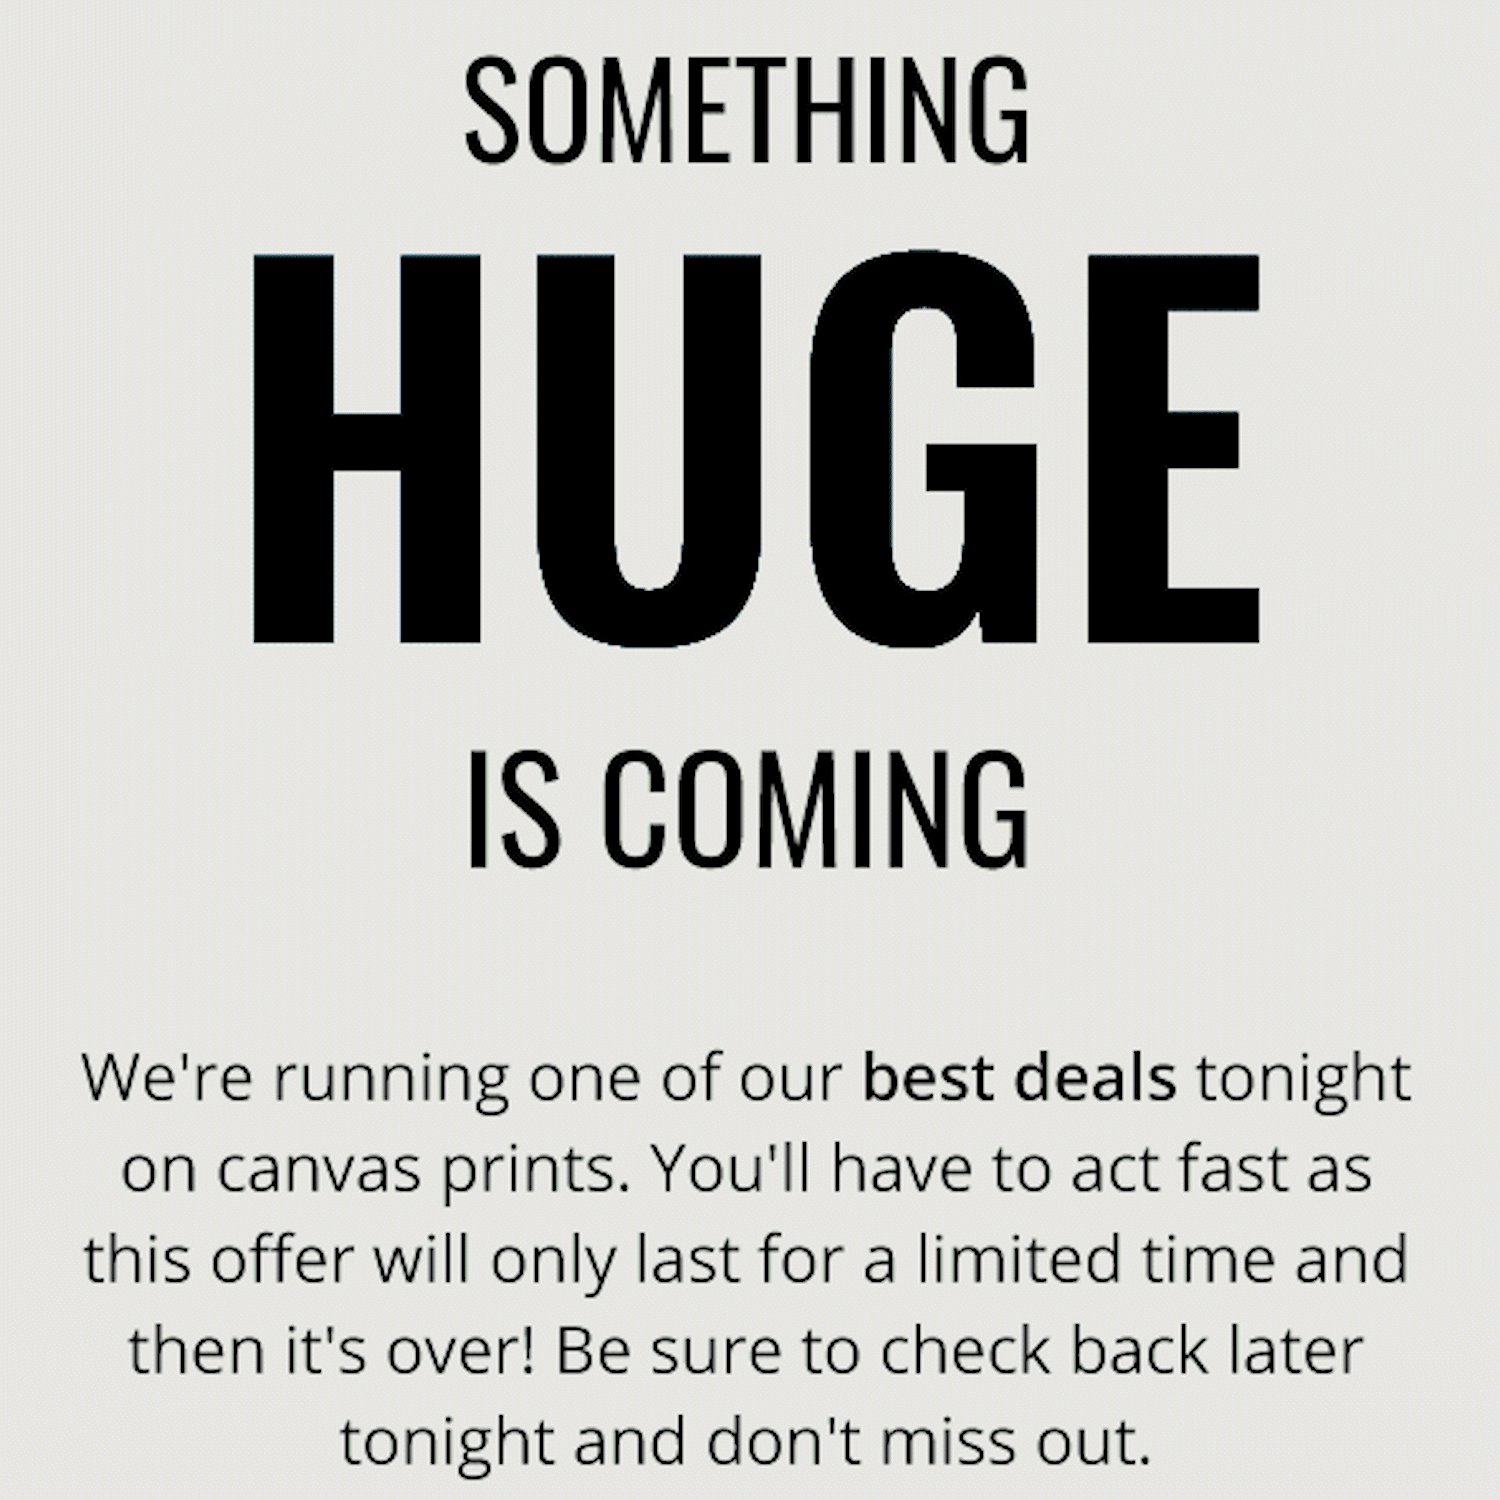 SOMETHING
HUGE
IS COMING
We're running one of our best deals tonight
on canvas prints. You'll have to act fast as
this offer will only last for a limited time and
then it's over! Be sure to check back later
tonight and don't miss out.